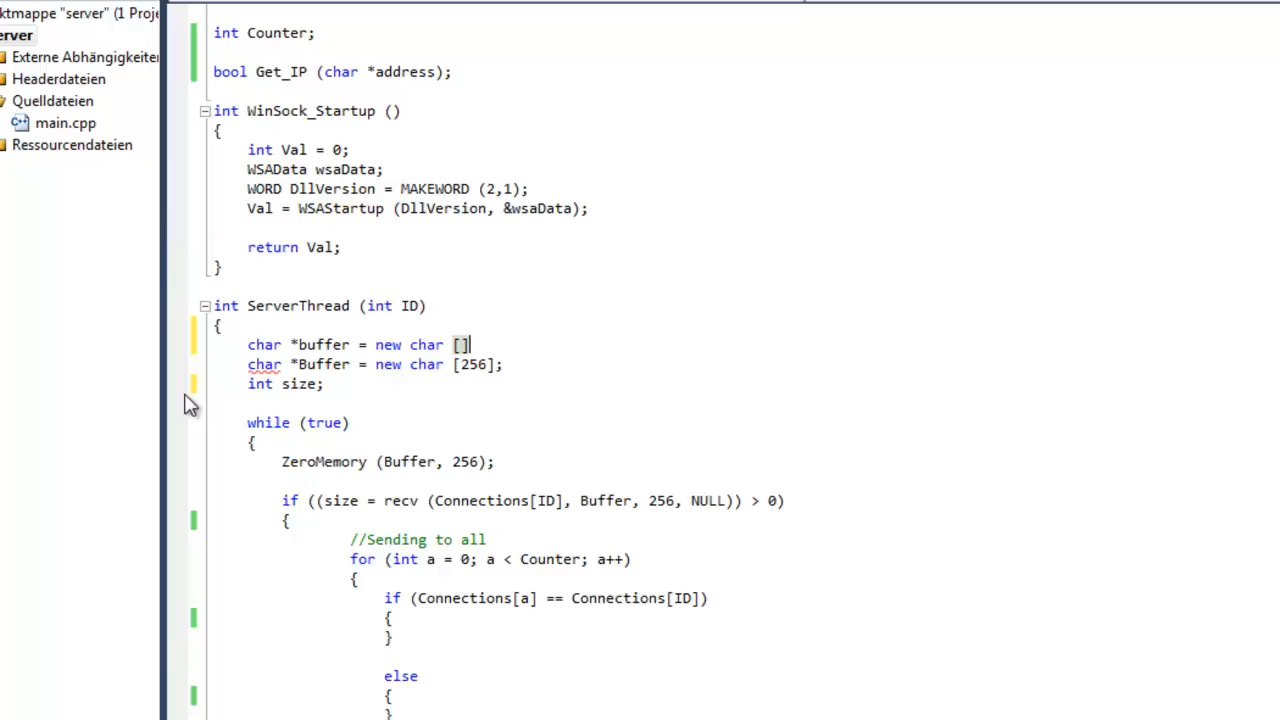 ktmappe "server" (1 Proje
erver
Externe Abhängigkeiten
Headerdateien
Quelldateien
main.cpp
Ressourcendateien
int Counter;
bool Get_IP (char *address);
int WinSock_Startup ()
{
int Val = 0;
WSAData wsaData;
WORD DllVersion = MAKEWORD (2,1);
Val = WSAStartup (DllVersion, &wsaData);
return Val;
}
int ServerThread (int ID)
{
char *buffer = new char []
char *Buffer = new char [256];
int size;
while (true)
{
ZeroMemory (Buffer, 256);
if ((size = recv (Connections[ID], Buffer, 256, NULL)) > 0)
{
//Sending to all
for (int a = 0; a < Counter; a++)
{
if (Connections[a] == Connections[ID])
{
}
else
{
}